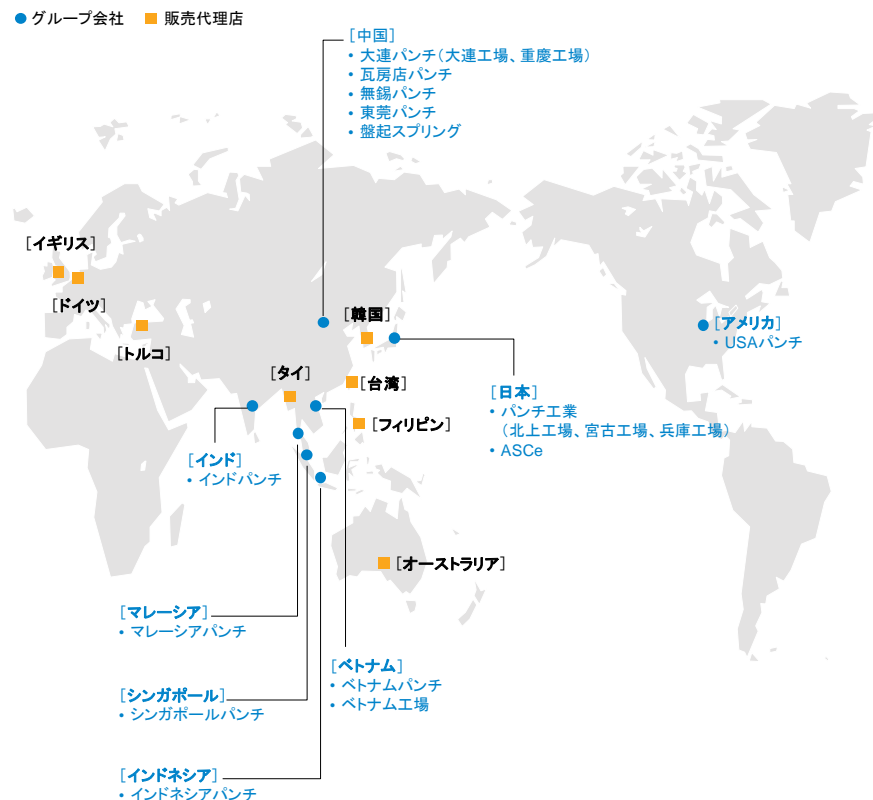 グループ会社 販売代理店
[中国]
• 大連パンチ（大連工場、重慶工場）
• 瓦房店パンチ
• 無錫パンチ
• 東莞パンチ
• 盤起スプリング
[イギリス]
[ドイツ]
[トルコ]
[韓国]
[アメリカ]
• USAパンチ
[タイ]
[台湾]
[日本]
• パンチ工業
（北上工場、宮古工場、兵庫工場）
• ASCe
[フィリピン]
[インド]
• インドパンチ
[オーストラリア]
[マレーシア]
• マレーシアパンチ
[ベトナム]
• ベトナムパンチ
• ベトナム工場
[シンガポール]
• シンガポールパンチ
[インドネシア]
• インドネシアパンチ